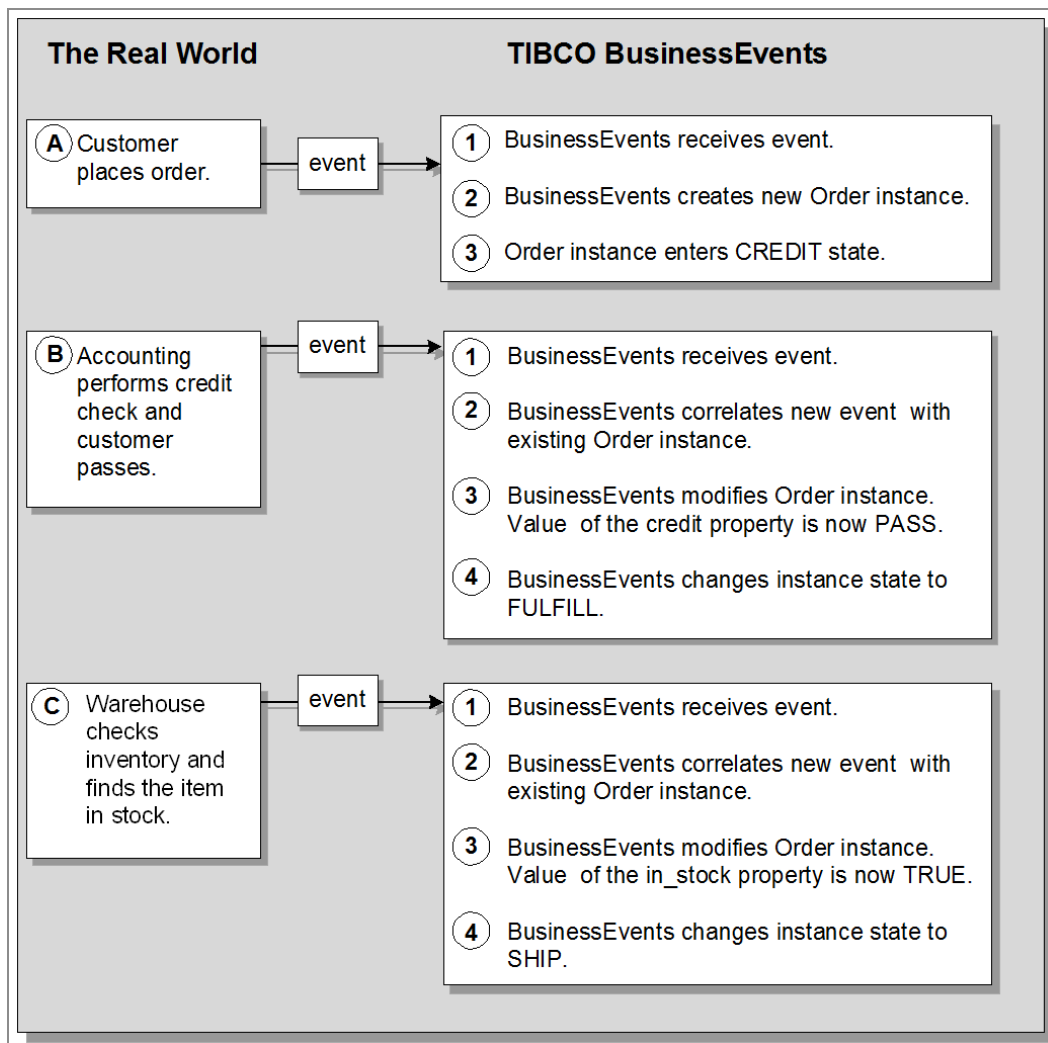 The Real World
TIBCO BusinessEvents
A
Customer
places order.
event
1
BusinessEvents receives event.
2
BusinessEvents creates new Order instance.
3
Order instance enters CREDIT state.
B
Accounting
performs credit
check and
customer
passes.
event
1
BusinessEvents receives event.
2
BusinessEvents correlates new event with
existing Order instance.
3
BusinessEvents modifies Order instance.
Value of the credit property is now PASS.
4
BusinessEvents changes instance state to
FULFILL.
C
Warehouse
checks
inventory and
finds the item
in stock.
event
1
BusinessEvents receives event.
2
BusinessEvents correlates new event with
existing Order instance.
3
BusinessEvents modifies Order instance.
Value of the in_stock property is now TRUE.
4
BusinessEvents changes instance state to
SHIP.